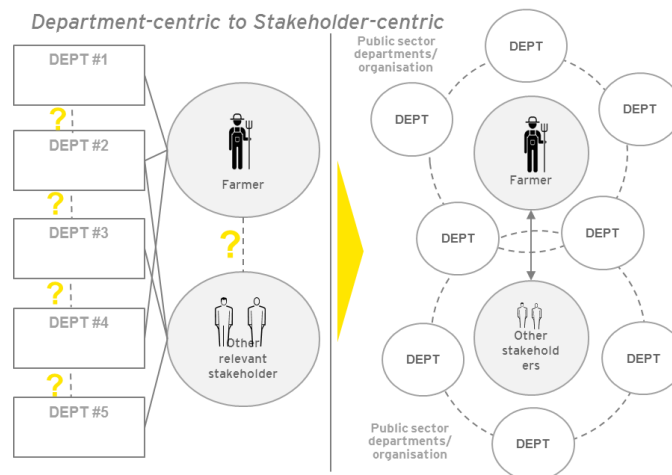 Department-centric to Stakeholder-centric
DEPT #1
?
DEPT #2
?
DEPT #3
?
DEPT #4
?
DEPT #5
Farmer
?
Other
relevant
stakeholder
Public sector
departments/
organisation
DEPT
DEPT
DEPT
Farmer
DEPT
DEPT
Other
stakehold
ers
DEPT
DEPT
Public sector
departments/
organisation
DEPT